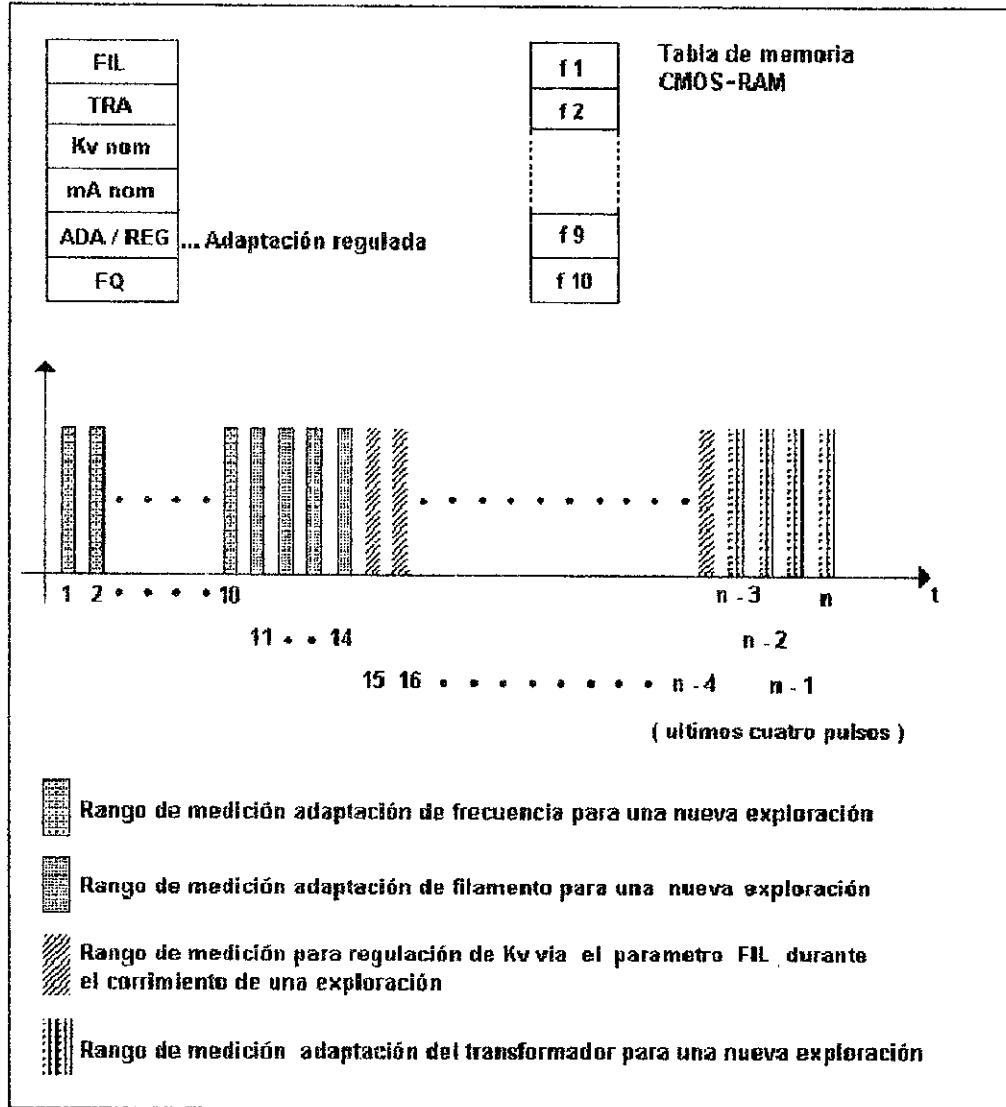 FIL
TRA
Kv nom
mA nom
ADA / REG ... Adaptación regulada
FQ
f 1
f 2
f 9
f 10
Tabla de memoria
CMOS-RAM
1 2 • • • • 10
n - 3 n t
11 • • 14
n - 2
15 16 • • • • • • • • n - 4 n - 1
( ultimos cuatro pulsos )
Rango de medición adaptación de frecuencia para una nueva exploración
Rango de medición adaptación de filamento para una nueva exploración
Rango de medición para regulación de Kv via el parametro FIL durante
el corrimiento de una exploración
Rango de medición adaptación del transformador para una nueva exploración